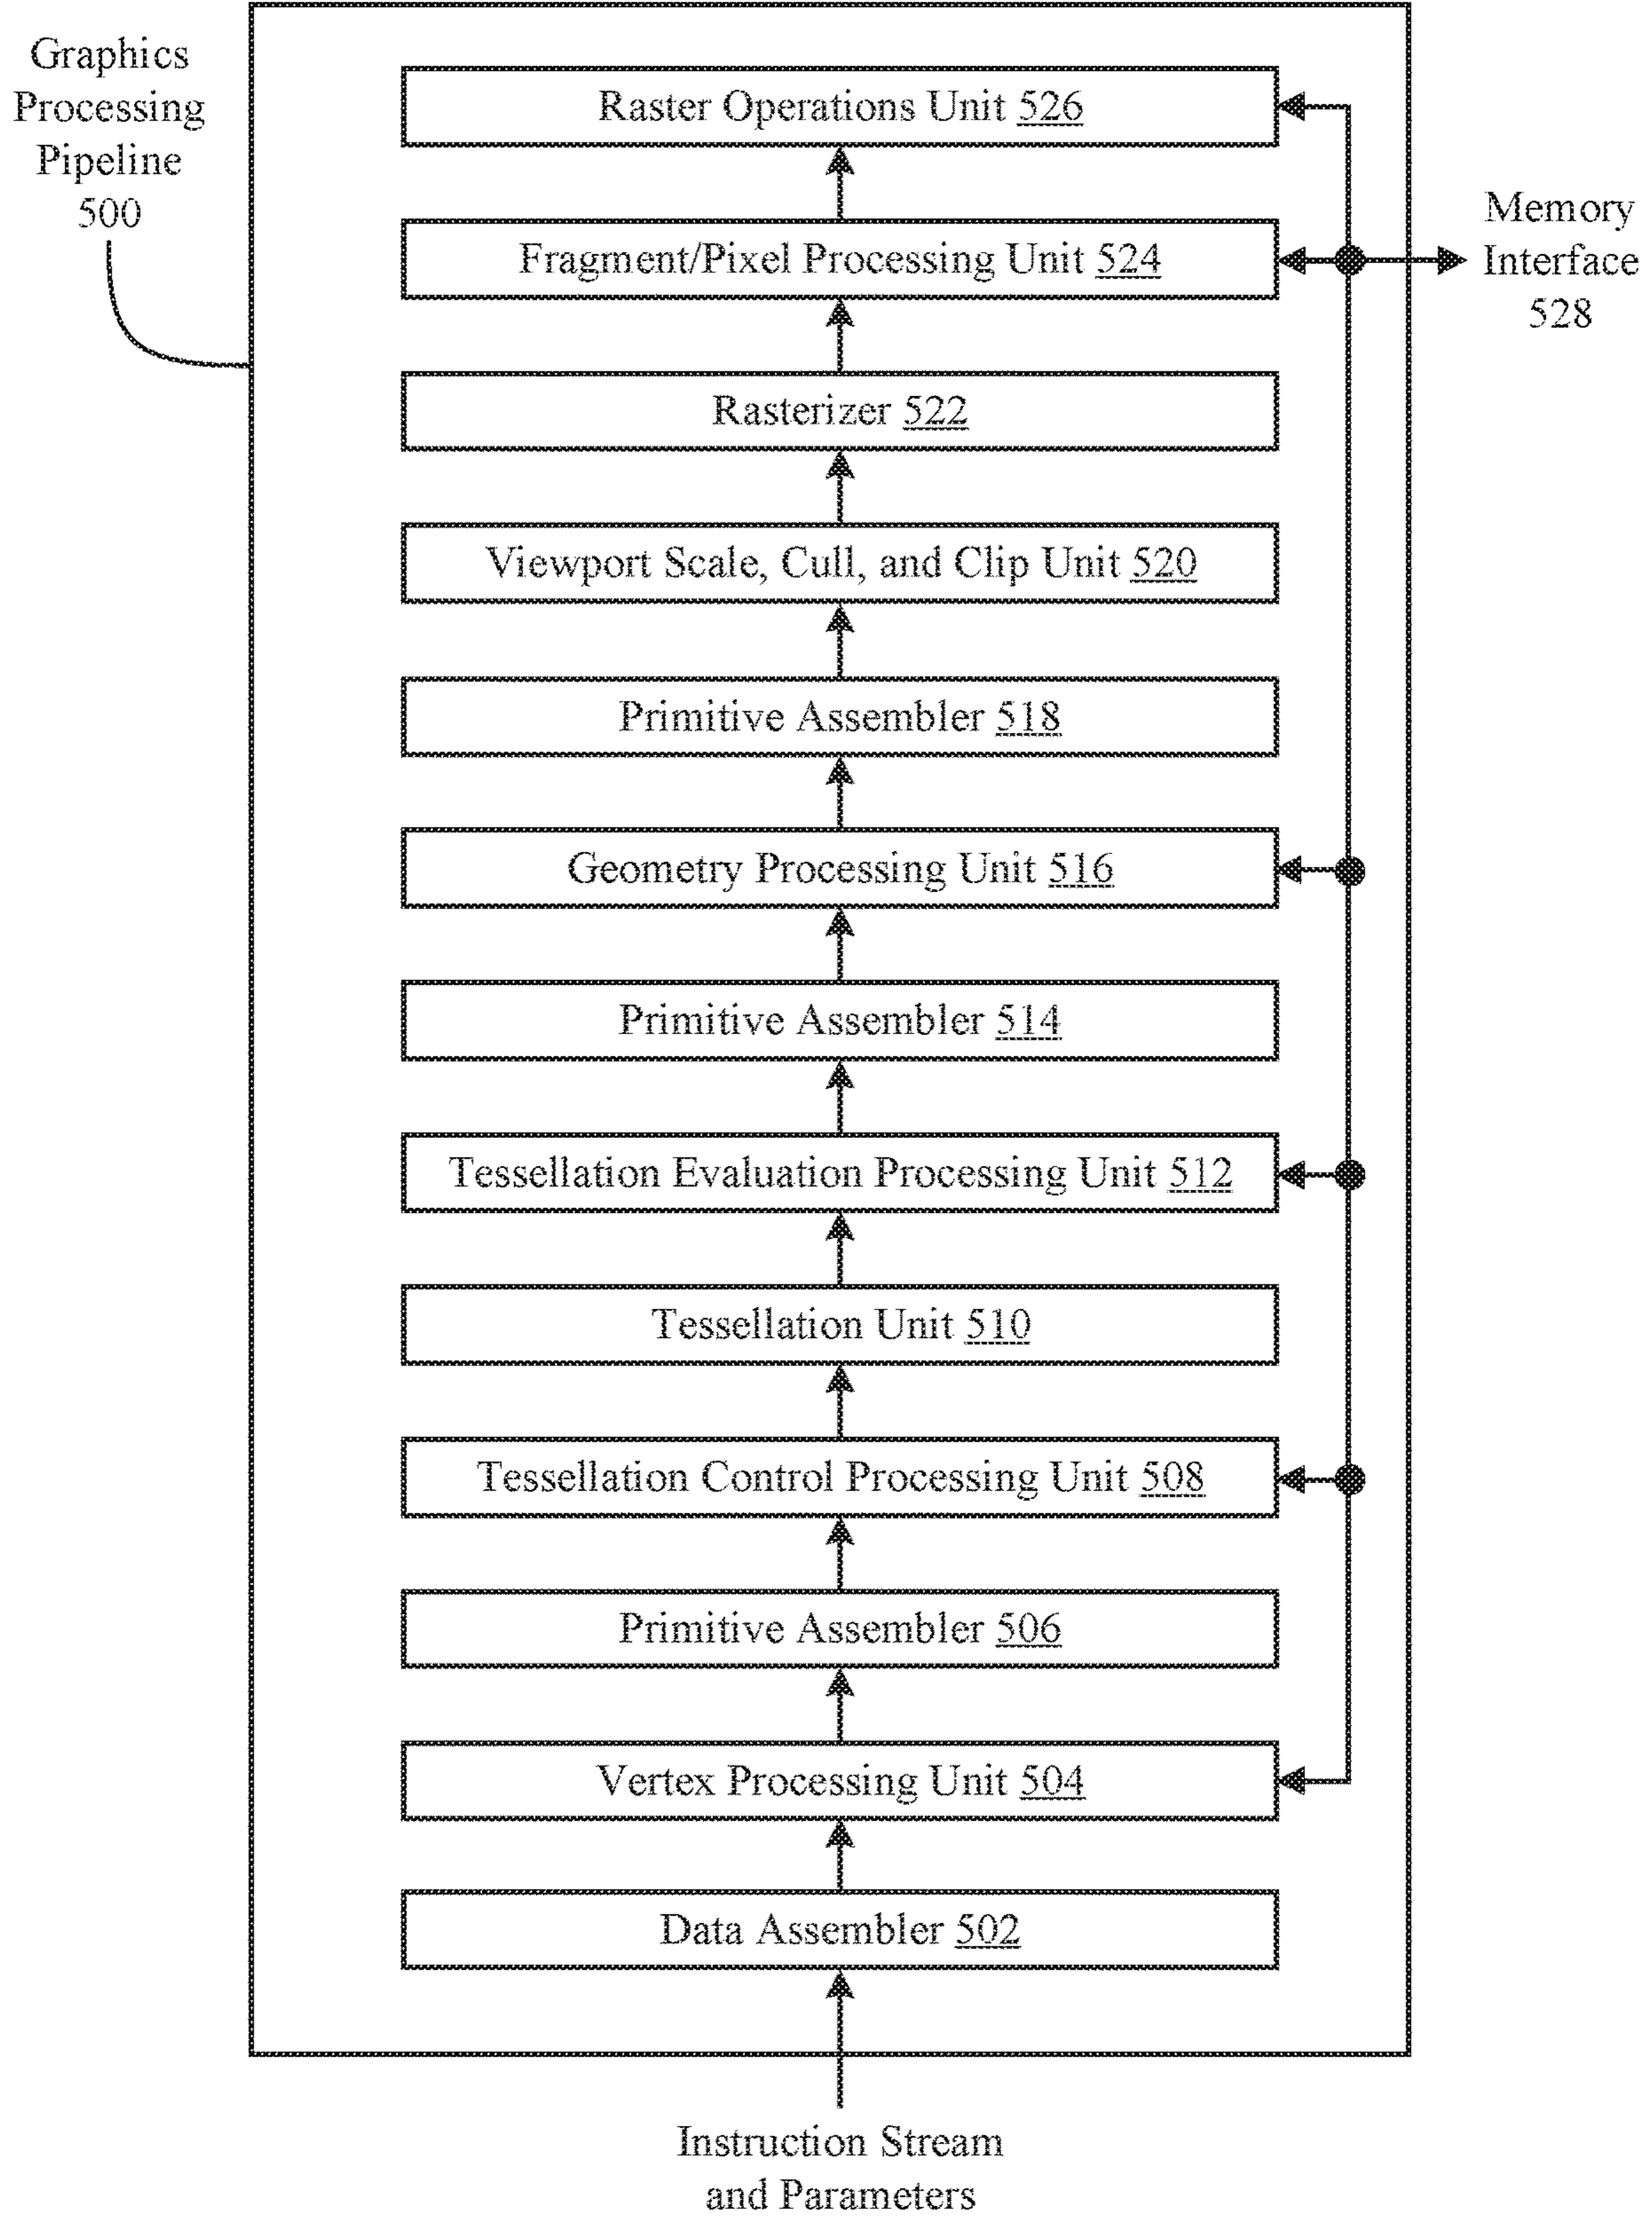 Graphics
Processing
Pipeline
500
Raster Operations Unit 526
Fragment/Pixel Processing Unit 524
Memory
Interface
528
Rasterizer 522
Viewport Scale, Cull, and Clip Unit 520
Primitive Assembler 518
Geometry Processing Unit 516
Primitive Assembler 514
Tessellation Evaluation Processing Unit 512
Tessellation Unit 510
Tessellation Control Processing Unit 508
Primitive Assembler 506
Vertex Processing Unit 504
Data Assembler 502
Instruction Stream
and Parameters